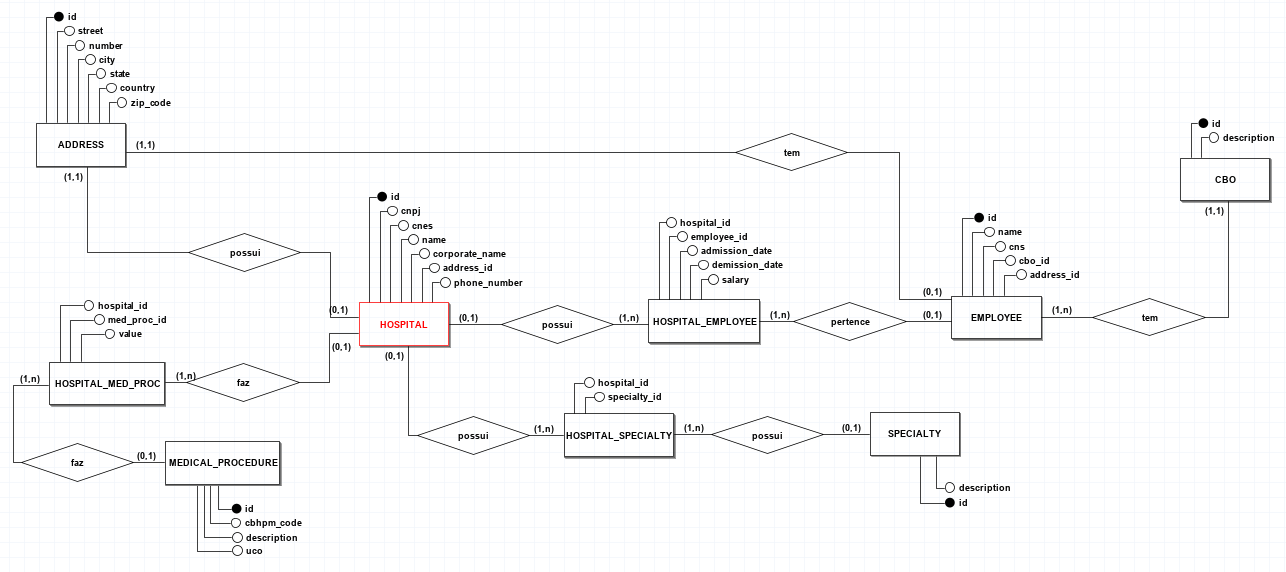 id
street
number
city
state
country
zip_code
ADDRESS
(1,1)
(1,1)
tem
id
description
CBO
(1,1)
possui
id
cnpj
cnes
name
corporate_name
address_id
phone_number
(0,1)
HOSPITAL
(0,1)
(0,1)
(0,1)
possui
(1,n)
hospital_id
employee_id
admission_date
demission_date
salary
HOSPITAL_EMPLOYEE
(1,n)
pertence
(0,1)
(0,1)
id
name
cns
cbo_id
address_id
EMPLOYEE
(1,n)
tem
hospital_id
med_proc_id
value
(1,n)
HOSPITAL_MED_PROC
(1,n)
faz
possui
(1,n)
hospital_id
specialty_id
HOSPITAL_SPECIALTY
(1,n)
possui
(0,1)
SPECIALTY
description
id
faz
(0,1)
MEDICAL_PROCEDURE
id
cbhpm_code
description
uco